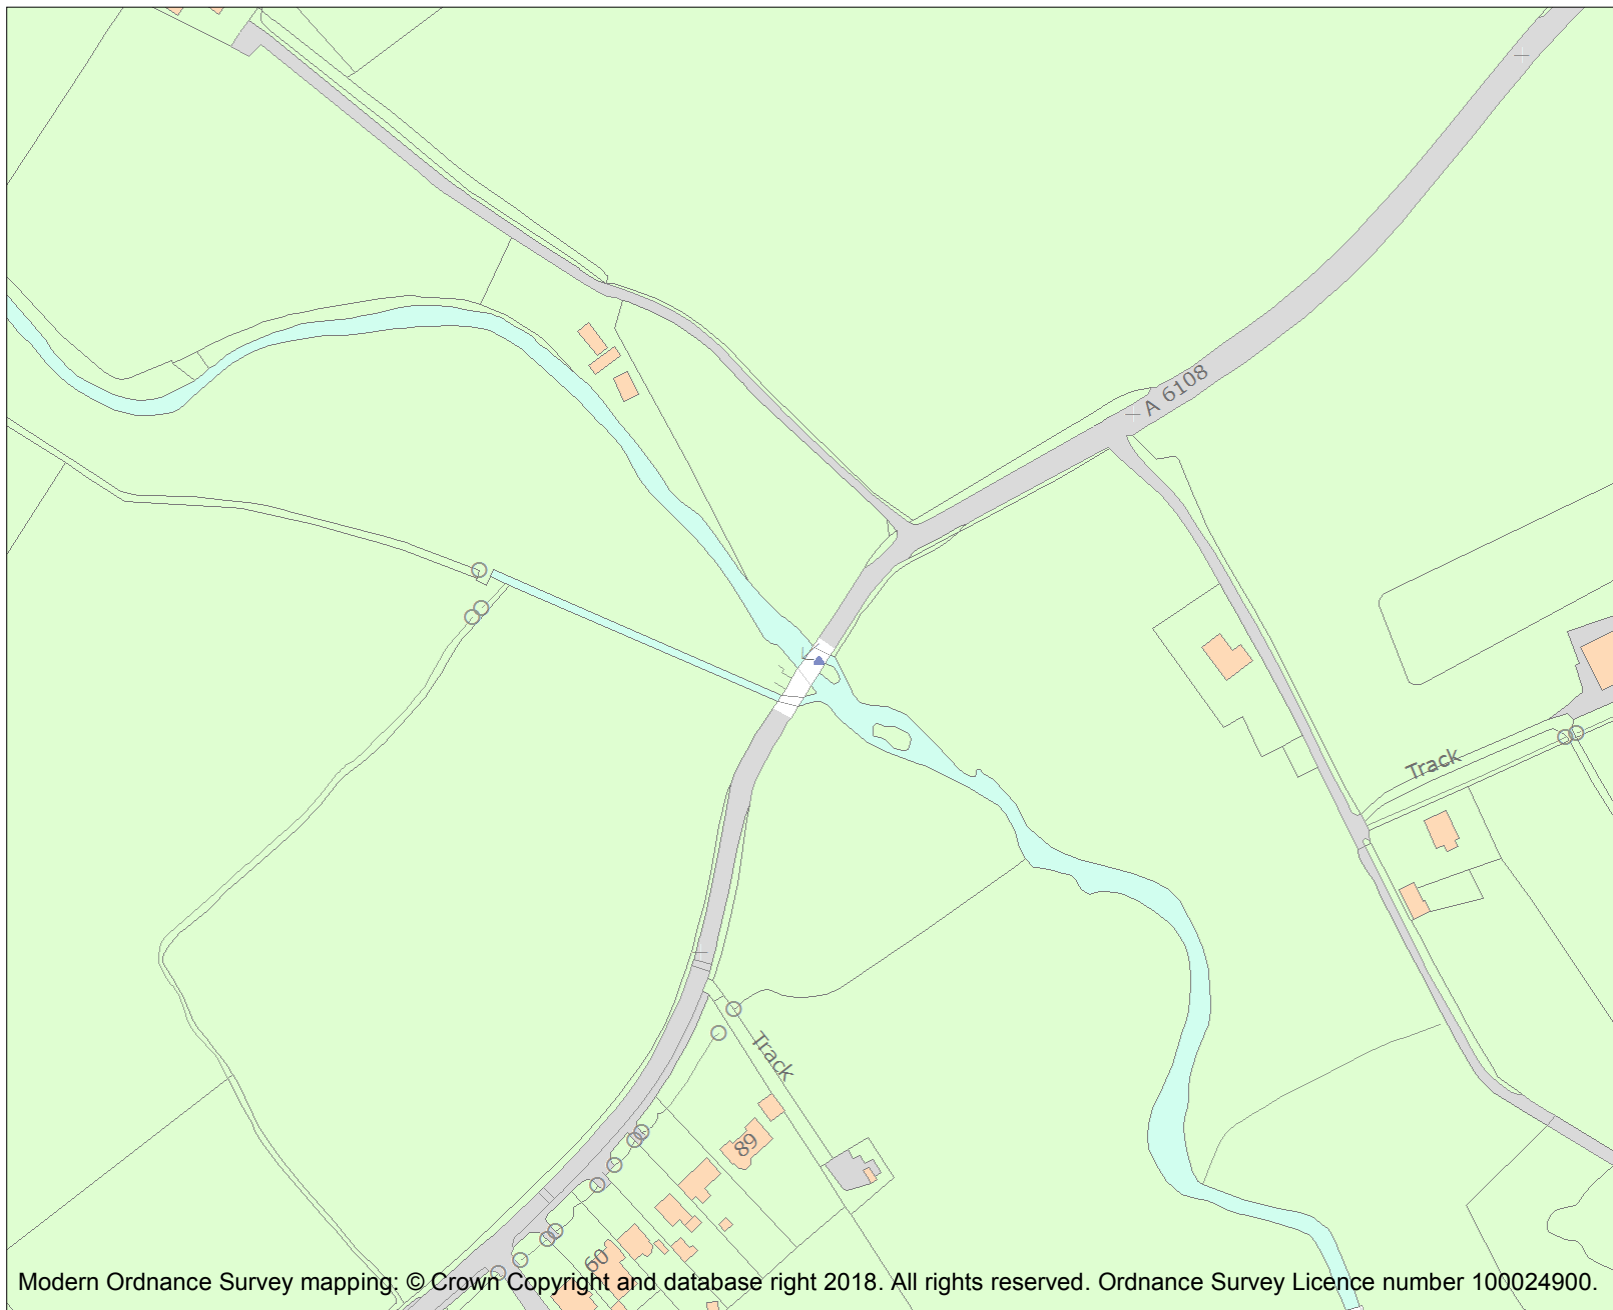 A 6108
Track
Track
89
60
Modern Ordnance Survey mapping: © Crown Copyright and database right 2018. All rights reserved. Ordnance Survey Licence number 100024900.